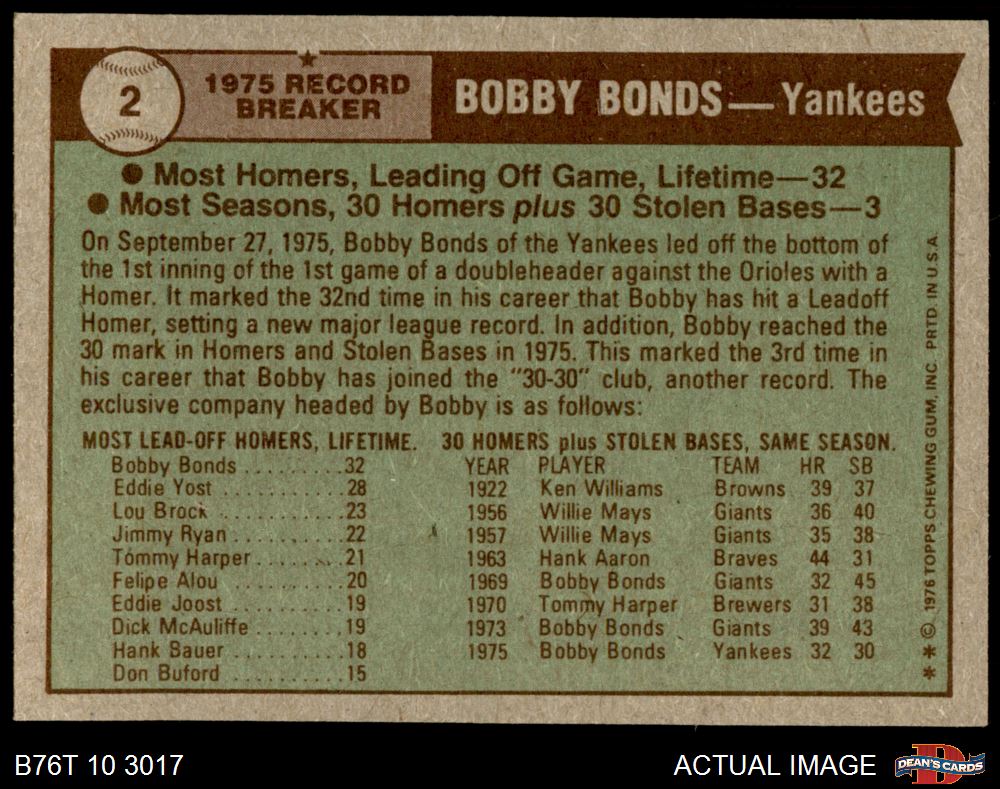 2
1975 RECORD
BREAKER
BOBBY BONDS—Yankees
● Most Homers, Leading Off Game, Lifetime—32
● Most Seasons, 30 Homers plus 30 Stolen Bases—3
On September 27, 1975, Bobby Bonds of the Yankees led off the bottom of
the 1st inning of the 1st game of a doubleheader against the Orioles with a
Homer. It marked the 32nd time in his career that Bobby has hit a Leadoff
Homer, setting a new major league record. In addition, Bobby reached the
30 mark in Homers and Stolen Bases in 1975. This marked the 3rd time in
his career that Bobby has joined the "30-30" club, another record. The
exclusive company headed by Bobby is as follows:
MOST LEAD-OFF HOMERS, LIFETIME.
Bobby Bonds ..........32
Eddie Yost ...........28
Lou Brock ...........23
Jimmy Ryan ..........22
Tommy Harper.........21
Felipe Alou ...........20
Eddie Joost ..........19
Dick McAuliffe ........19
Hank Sauer ..........18
Don Buford ..........15
30 HOMERS plus STOLEN BASES, SAME SEASON.
YEAR PLAYER TEAM HR SB
1922 Ken Williams Browns 39 37
1956 Willie Mays Giants 36 40
1957 Willie Mays Giants 35 38
1963 Hank Aaron Braves 44 31
1969 Bobby Bonds Giants 32 45
1970 Tommy Harper Brewers 31 38
1973 Bobby Bonds Giants 39 43
1975 Bobby Bonds Yankees 32 30
* * © 1976 TOPPS CHEWING GUM, INC. PRTD. IN U.S.A.
B76T 10 3017
ACTUAL IMAGE
D
DEAN'S CARDS